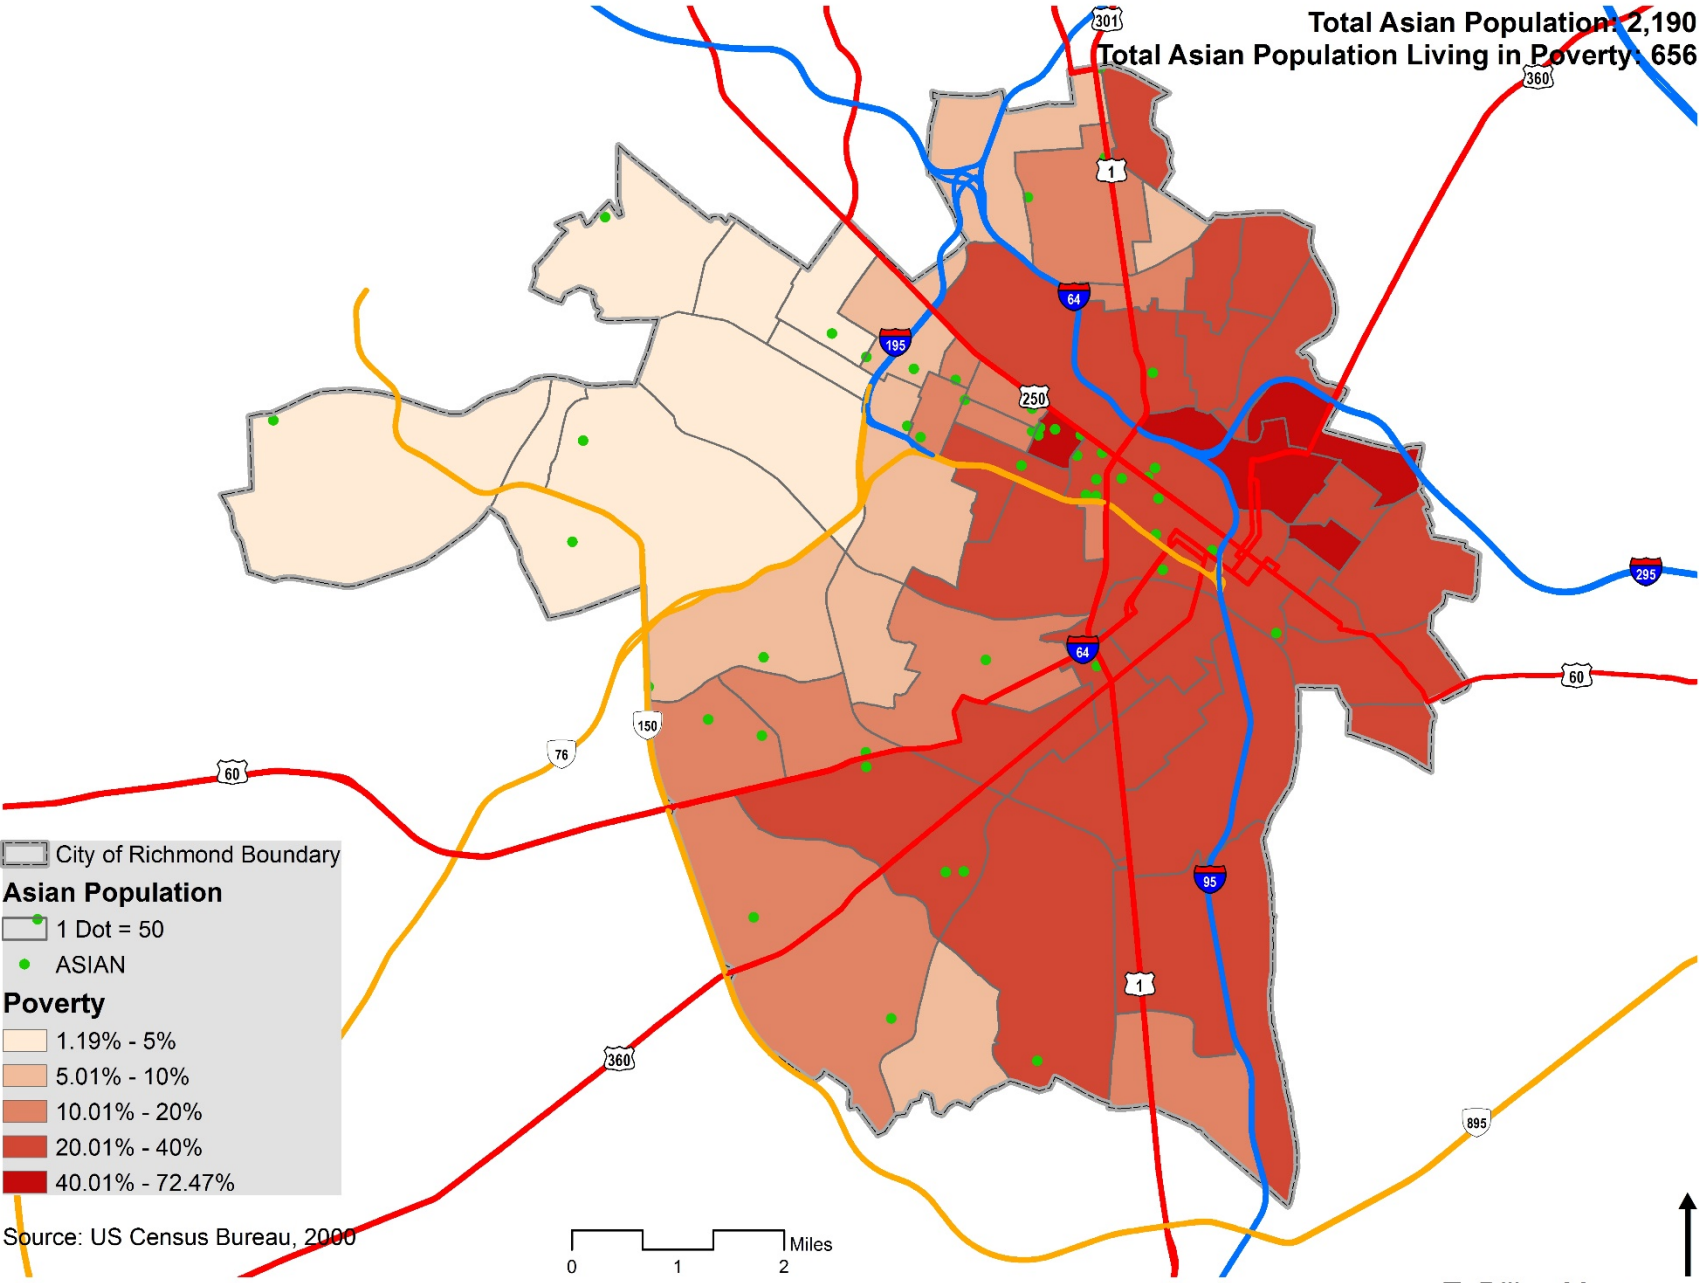 Total Asian Population: 2,190
Total Asian Population Living in Poverty: 656
301
360
1
64
195
250
295
64
60
150
76
60
95
1
360
895
City of Richmond Boundary
Asian Population
1 Dot = 50
ASIAN
Poverty
1.19% - 5%
5.01% - 10%
10.01% - 20%
20.01% - 40%
40.01% - 72.47%
Source: US Census Bureau, 2000
Miles
0 1 2